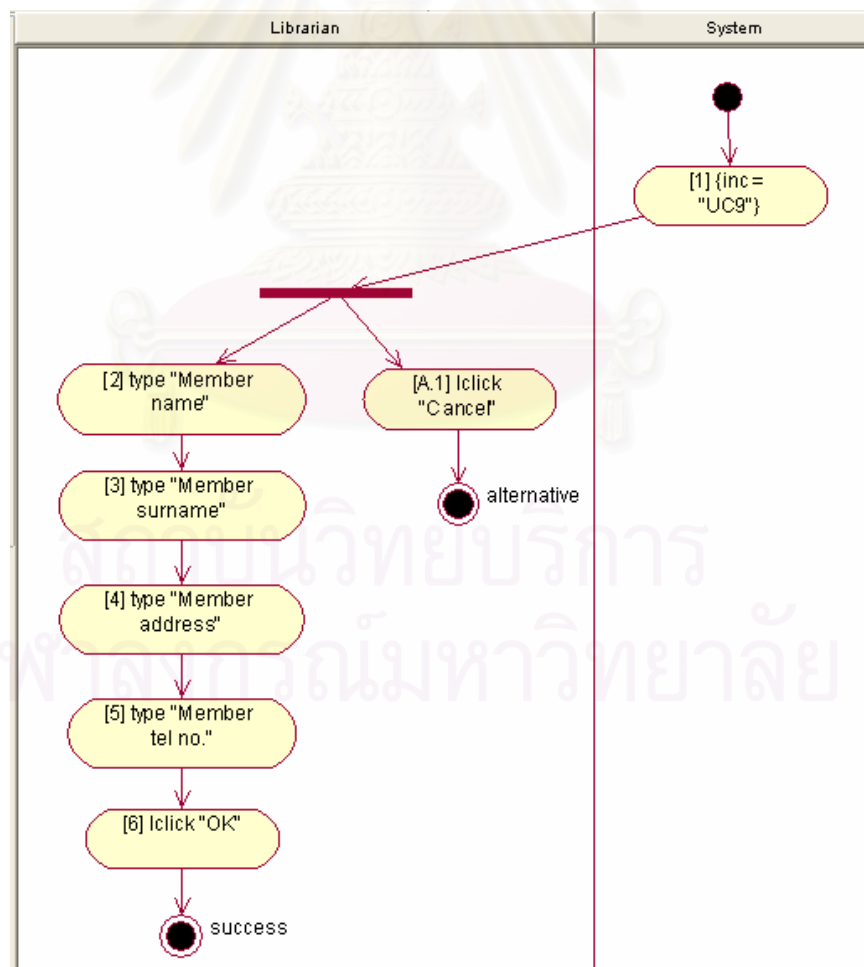 Librarian
System
[1] {inc =
"UC9"}
[2] type "Member
name"
[A.1] lclick
"Cancel"
[3] type "Member
surname"
alternative
สถาบันวิทยบริการ
[4] type "Member
address"
จุฬาลงกรณ์มหาวิทยาลัย
[5] type "Member
tel no."
[6] lclick "OK"
success